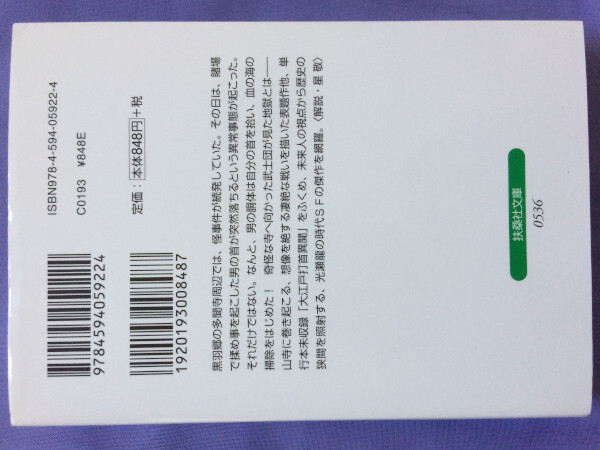 黒羽郷の多聞寺周辺では、怪事件が続発していた。その日は、賭場
で揉め事を起こした男の首が突然落ちるという異常事態が起こった。
それだけではない。なんと、男の胴体は自分の首を拾い、血の海の
掃除をはじめた！　奇怪な寺へ向かった武士団が見た地獄とは——
山寺に巻き起こる、想像を絶する凄絶な戦いを描いた表題作他、単
行本未収録「大江戸打首異聞」をふくめ、未来人の視点から歴史の
狭間を照射する、光瀬龍の時代ＳＦの傑作を網羅。〈解説・星 敬〉
ISBN978-4-594-05922-4
C0193 ¥848E
定価：本体848円＋税
9784594059224
1920193008487
扶桑社文庫
0536